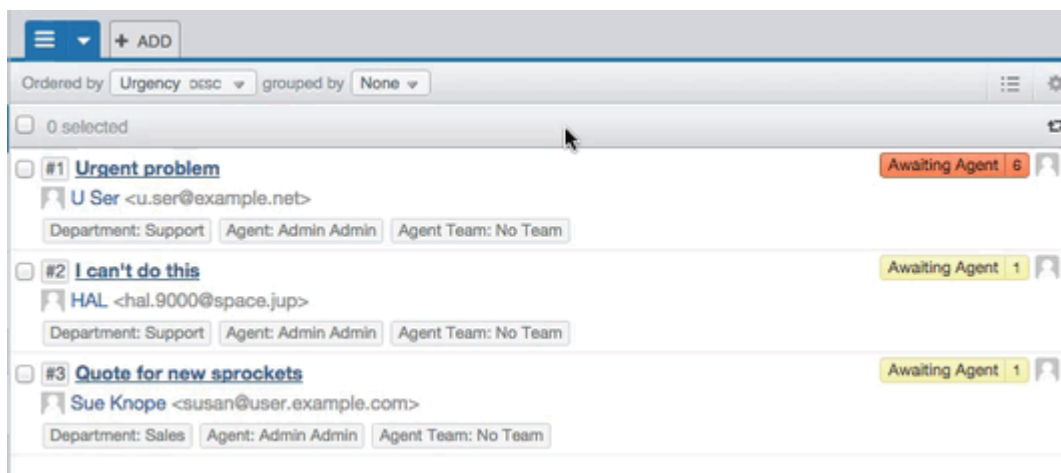 + ADD
Ordered by Urgency DESC grouped by None
0 selected
#1 Urgent problem Awaiting Agent 6
U Ser <u.ser@example.net>
Department: Support Agent: Admin Admin Agent Team: No Team
#2 I can't do this Awaiting Agent 1
HAL <hal.9000@space.jup>
Department: Support Agent: Admin Admin Agent Team: No Team
#3 Quote for new sprockets Awaiting Agent 1
Sue Knope <susan@user.example.com>
Department: Sales Agent: Admin Admin Agent Team: No Team